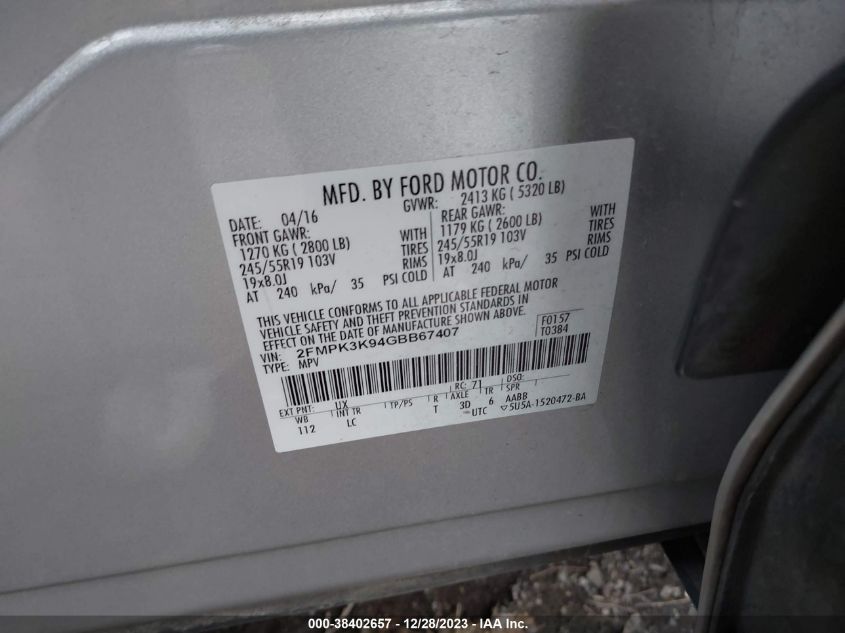 MFD. BY FORD MOTOR CO.
DATE: 04/16 GVWR: 2413 KG ( 5320 LB)
FRONT GAWR: REAR GAWR:
1270 KG ( 2800 LB) WITH 1179 KG ( 2600 LB) WITH
245/55R19 103V TIRES 245/55R19 103V TIRES
19x8.0J RIMS 19x8.0J RIMS
AT 240 kPa/ 35 PSI COLD AT 240 kPa/ 35 PSI COLD
THIS VEHICLE CONFORMS TO ALL APPLICABLE FEDERAL MOTOR
VEHICLE SAFETY AND THEFT PREVENTION STANDARDS IN
EFFECT ON THE DATE OF MANUFACTURE SHOWN ABOVE.
VIN: 2FMPK3K94GBB67407 F0157
TYPE: MPV T0384
EXT PNT: UX RC: 71 DSO:
WB INT TR TP/PS R AXLE TR SPR
112 LC T 3D 6 AABB
UTC 5U5A-1520472-BA
000-38402657 - 12/28/2023 - IAAI.com